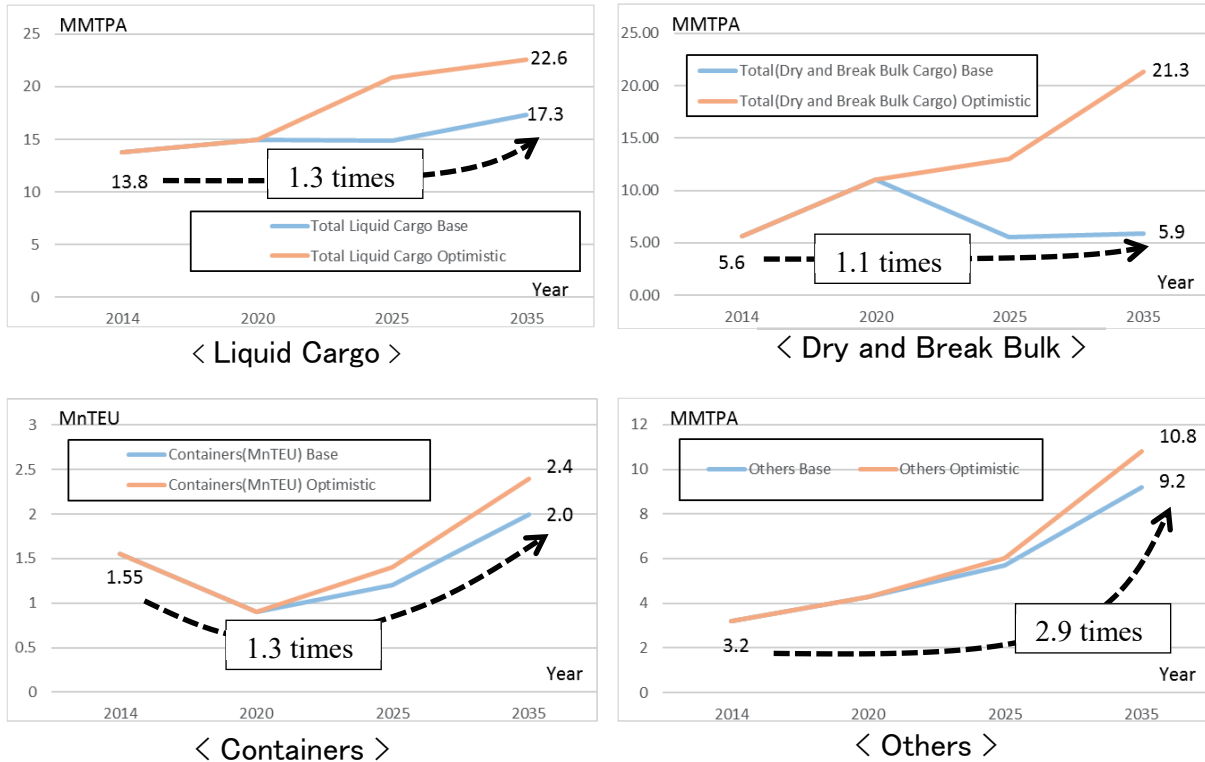 MMTPA
25
20
15
10
5
0
22.6
17.3
13.8
1.3 times
Total Liquid Cargo Base
Total Liquid Cargo Optimistic
Year
2014 2020 2025 2035
< Liquid Cargo >
MMTPA
25.00
20.00
15.00
10.00
5.00
0.00
Total(Dry and Break Bulk Cargo) Base
Total(Dry and Break Bulk Cargo) Optimistic
21.3
5.9
5.6
1.1 times
Year
2014 2020 2025 2035
< Dry and Break Bulk >
MnTEU
3
2.5
2
1.5
1
0.5
0
Containers(MnTEU) Base
Containers(MnTEU) Optimistic
2.4
2.0
1.55
1.3 times
Year
2014 2020 2025 2035
< Containers >
MMTPA
12
10
8
6
4
2
0
Others Base Others Optimistic
10.8
9.2
3.2
2.9 times
Year
2014 2020 2025 2035
< Others >